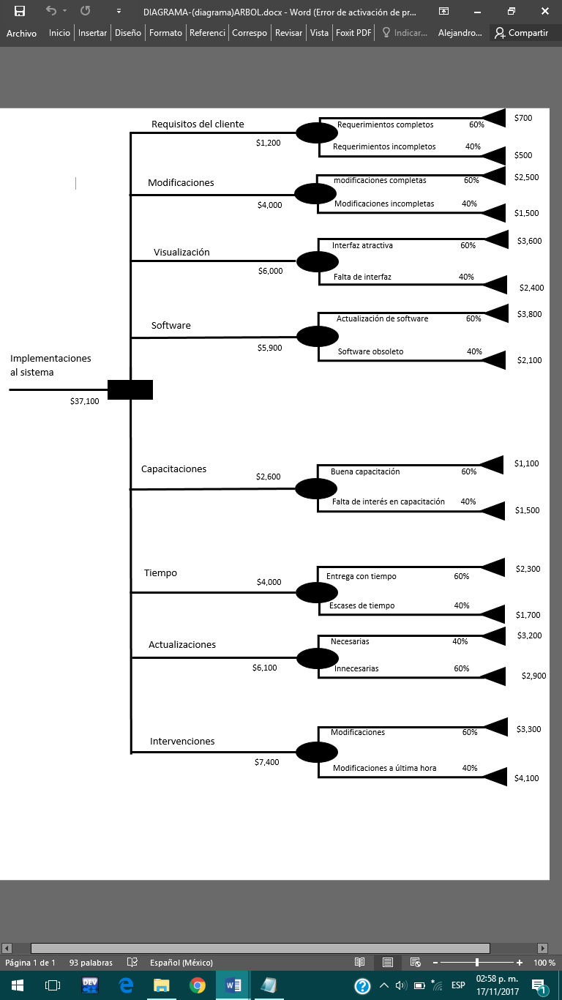 DIAGRAMA-(diagrama)ARBOL.docx - Word (Error de activación de pr...
Archivo Inicio Insertar Diseño Formato Referenci Correspo Revisar Vista Foxit PDF Indicar... Alejandro... Compartir
Requisitos del cliente
$1,200
Requerimientos completos 60% $700
Requerimientos incompletos 40% $500
Modificaciones
$4,000
modificaciones completas 60% $2,500
Modificaciones incompletas 40% $1,500
Visualización
$6,000
Interfaz atractiva 60% $3,600
Falta de interfaz 40% $2,400
Software
$5,900
Actualización de software 60% $3,800
Software obsoleto 40% $2,100
Implementaciones
al sistema
$37,100
Capacitaciones
$2,600
Buena capacitación 60% $1,100
Falta de interés en capacitación 40% $1,500
Tiempo
$4,000
Entrega con tiempo 60% $2,300
Escases de tiempo 40% $1,700
Actualizaciones
$6,100
Necesarias 40% $3,200
Innecesarias 60% $2,900
Intervenciones
$7,400
Modificaciones 60% $3,300
Modificaciones a última hora 40% $4,100
Página 1 de 1 93 palabras Español (México) 100 %
DEV
ESP
02:58 p. m.
17/11/2017
1